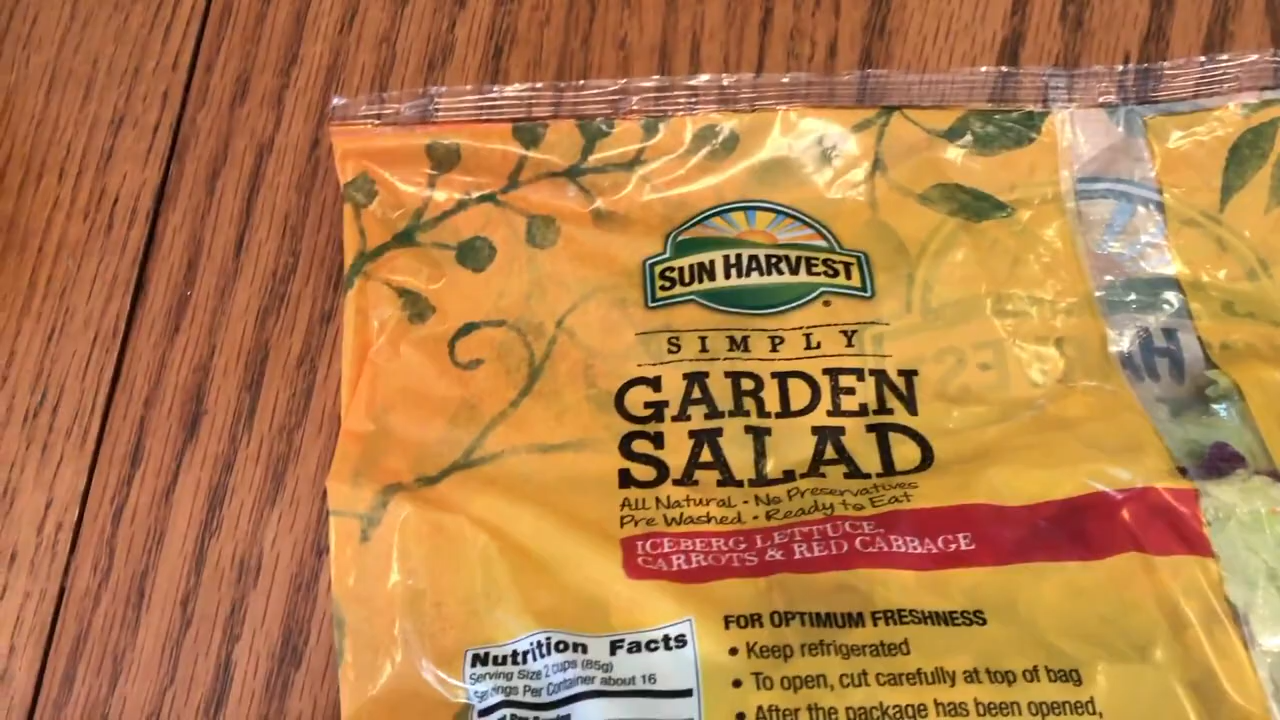 SUN HARVEST
SIMPLY
GARDEN
SALAD
All Natural - No Preservatives
Pre Washed - Ready to Eat
ICEBERG LETTUCE,
CARROTS & RED CABBAGE
Nutrition Facts
Serving Size 2 cups (85g)
Servings Per Container about 16
FOR OPTIMUM FRESHNESS
• Keep refrigerated
• To open, cut carefully at top of bag
• After the package has been opened,